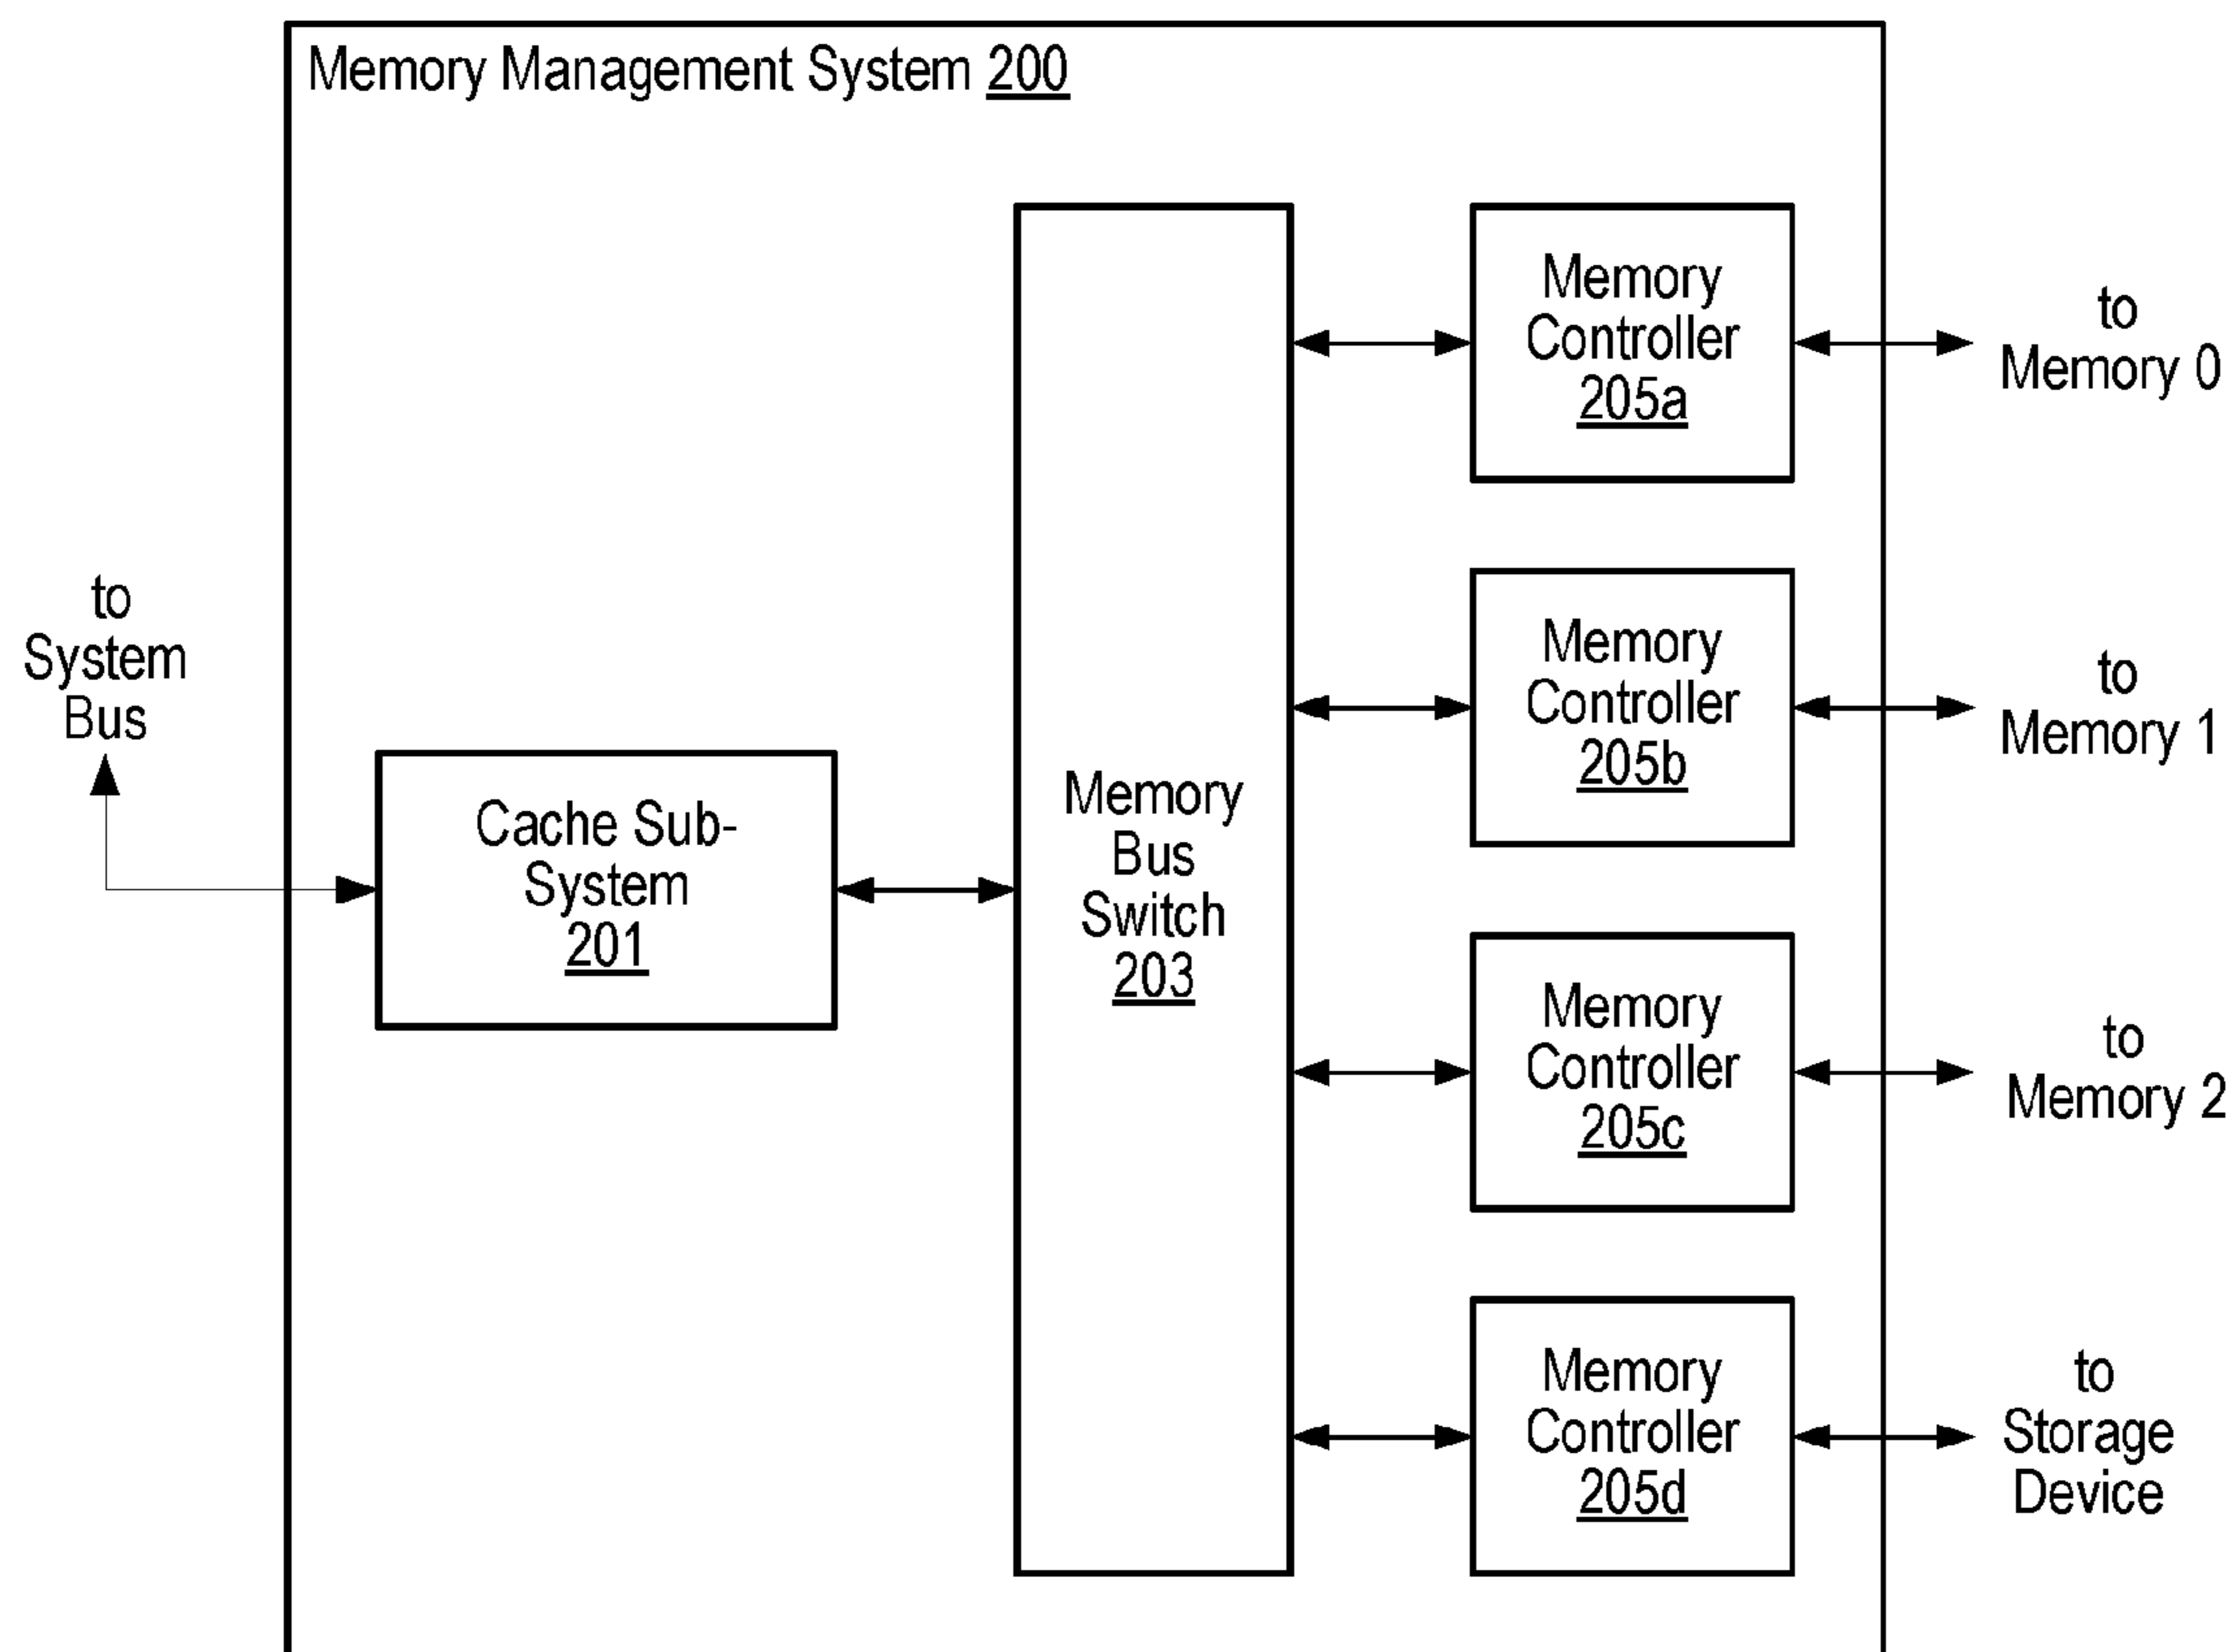 Memory Management System 200
to
System
Bus
Cache Sub-
System
201
Memory
Bus
Switch
203
Memory
Controller
205a
to
Memory 0
Memory
Controller
205b
to
Memory 1
Memory
Controller
205c
to
Memory 2
Memory
Controller
205d
to
Storage
Device